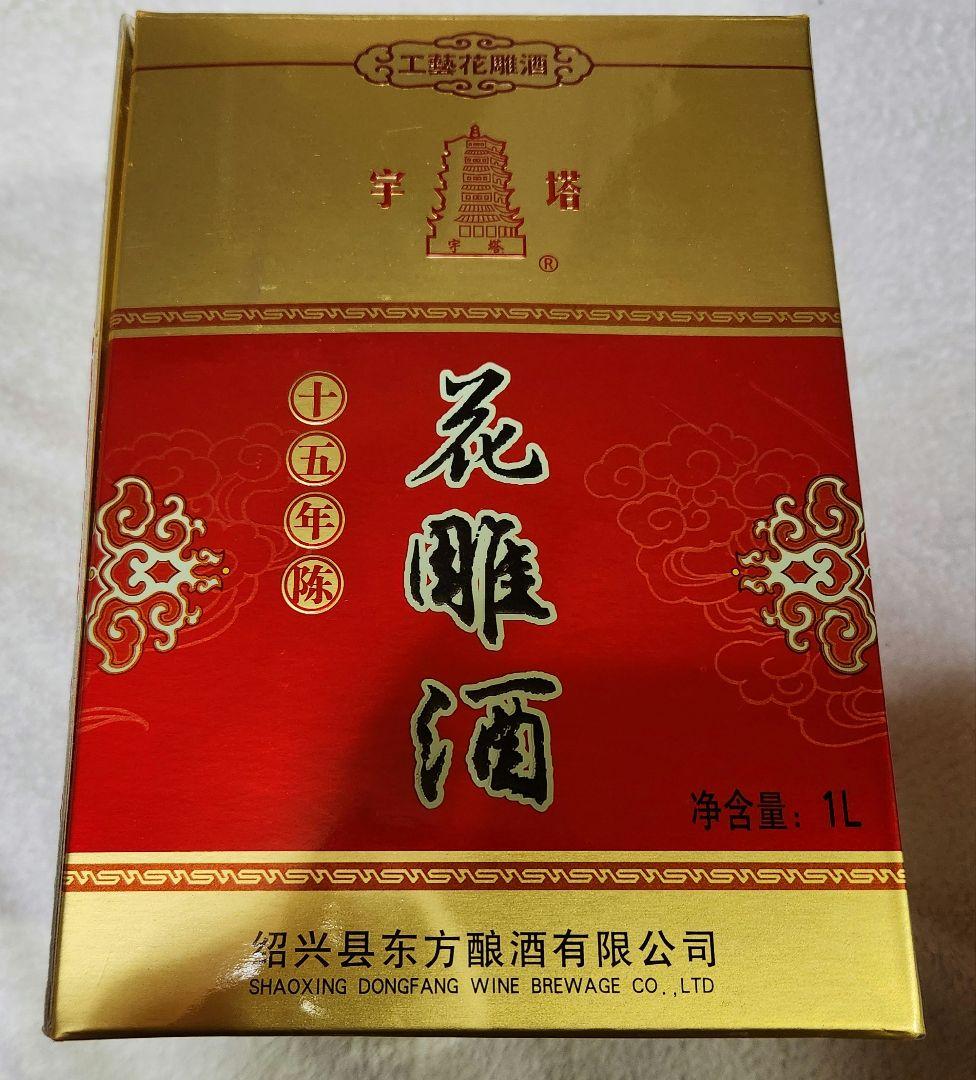 工藝花雕酒
宇 塔
宇 塔
®
十五年陈
花雕酒
净含量：1L
绍兴县东方酿酒有限公司
SHAOXING DONGFANG WINE BREWAGE CO.,LTD